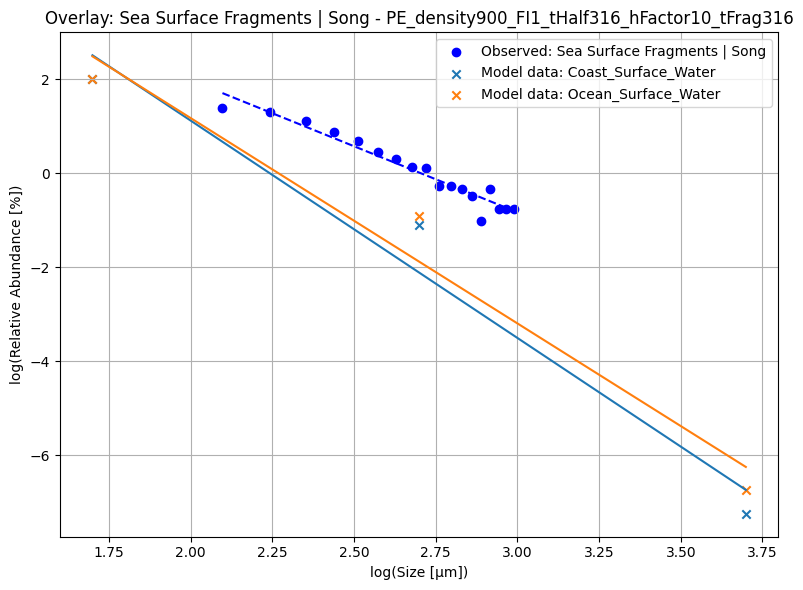 Overlay: Sea Surface Fragments | Song - PE_density900_FI1_tHalf316_hFactor10_tFrag316
Observed: Sea Surface Fragments | Song
Model data: Coast_Surface_Water
Model data: Ocean_Surface_Water
log(Relative Abundance [%])
2
0
−2
−4
−6
1.75 2.00 2.25 2.50 2.75 3.00 3.25 3.50 3.75
log(Size [μm])